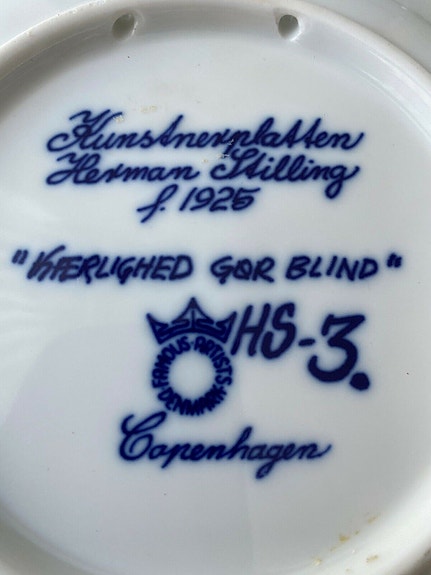 Kunstnerplatten
Herman Stilling
f. 1925
"KÆRLIGHED GØR BLIND"
HS-3.
FAMOUS·ARTISTS·DENMARK·
Copenhagen